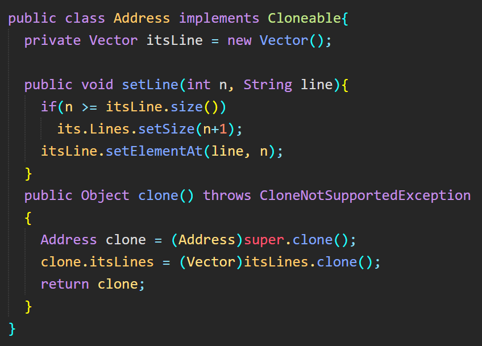 public class Address implements Cloneable{
private Vector itsLine = new Vector();
public void setLine(int n, String line){
if(n >= itsLine.size())
its.Lines.setSize(n+1);
itsLine.setElementAt(line, n);
}
public Object clone() throws CloneNotSupportedException
{
Address clone = (Address)super.clone();
clone.itsLines = (Vector)itsLines.clone();
return clone;
}
}